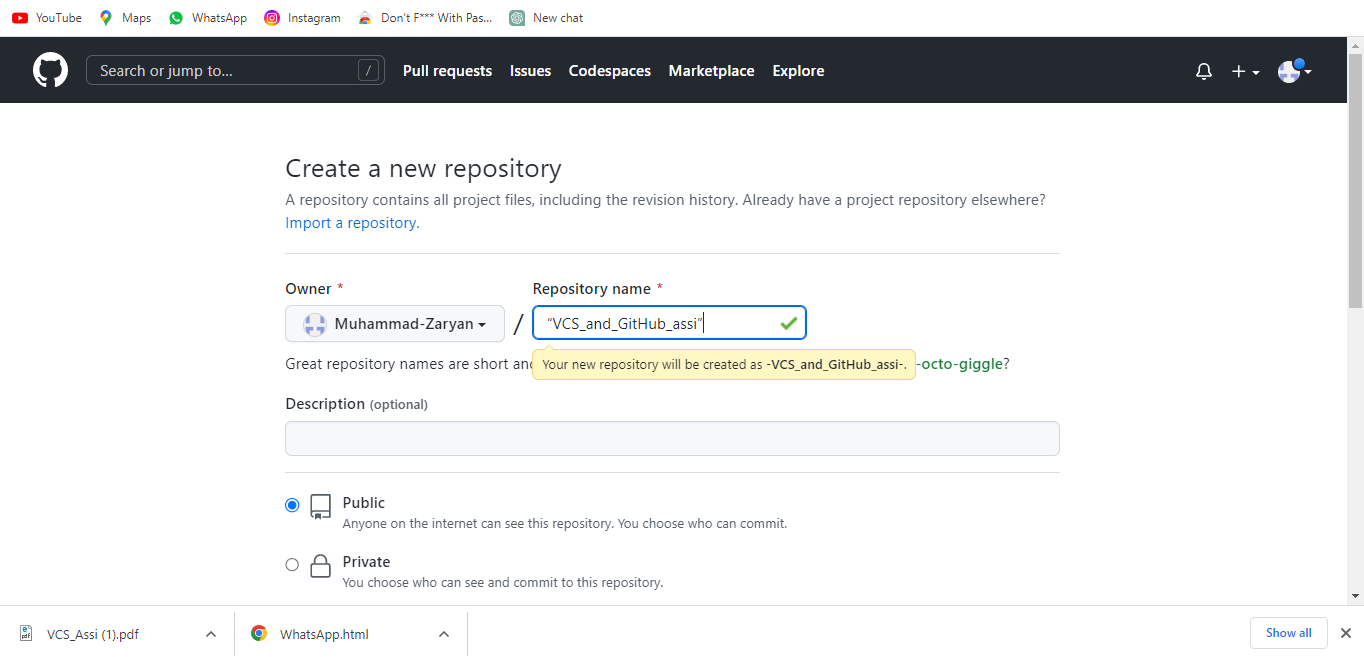 YouTube Maps WhatsApp Instagram Don't F*** With Pas... New chat
Search or jump to... / Pull requests Issues Codespaces Marketplace Explore
Create a new repository
A repository contains all project files, including the revision history. Already have a project repository elsewhere?
Import a repository.
Owner * Repository name *
Muhammad-Zaryan / “VCS_and_GitHub_assi”
Great repository names are short and -octo-giggle?
Your new repository will be created as -VCS_and_GitHub_assi-.
Description (optional)
Public
Anyone on the internet can see this repository. You choose who can commit.
Private
You choose who can see and commit to this repository.
VCS_Assi (1).pdf WhatsApp.html Show all